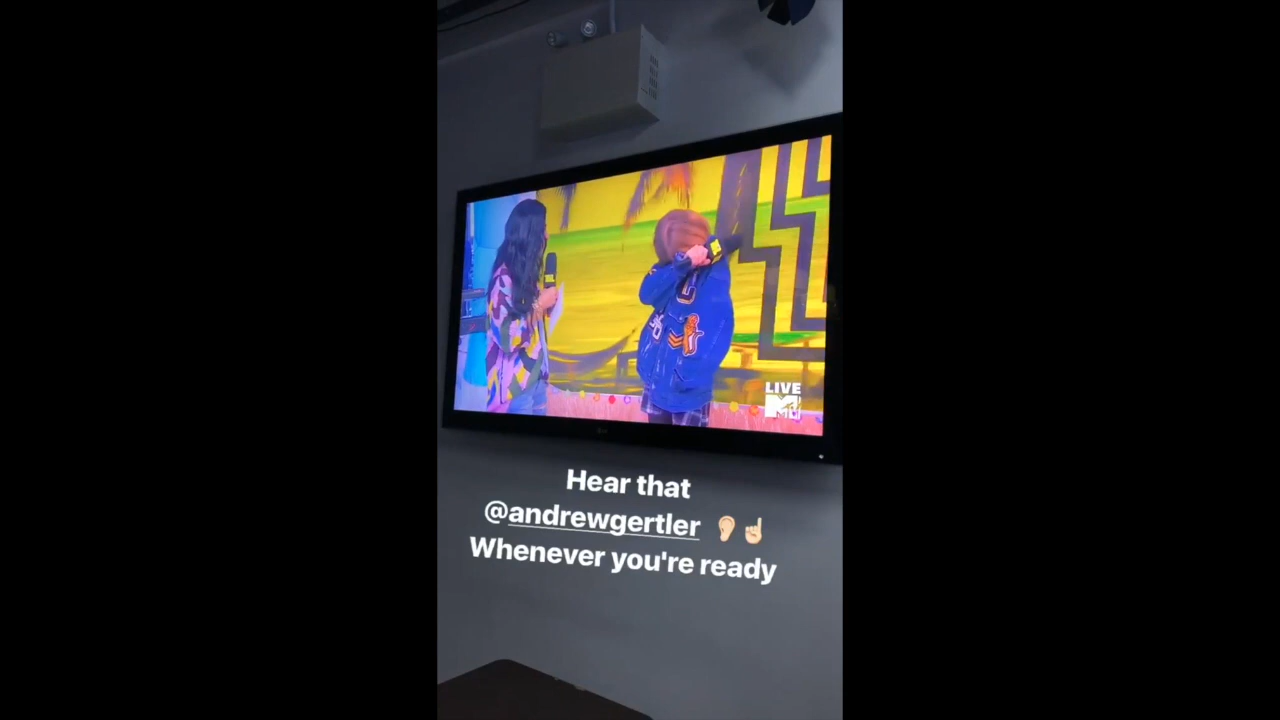 LIVE
MTV
Hear that
@andrewgertler 👂🏼☝🏼
Whenever you're ready